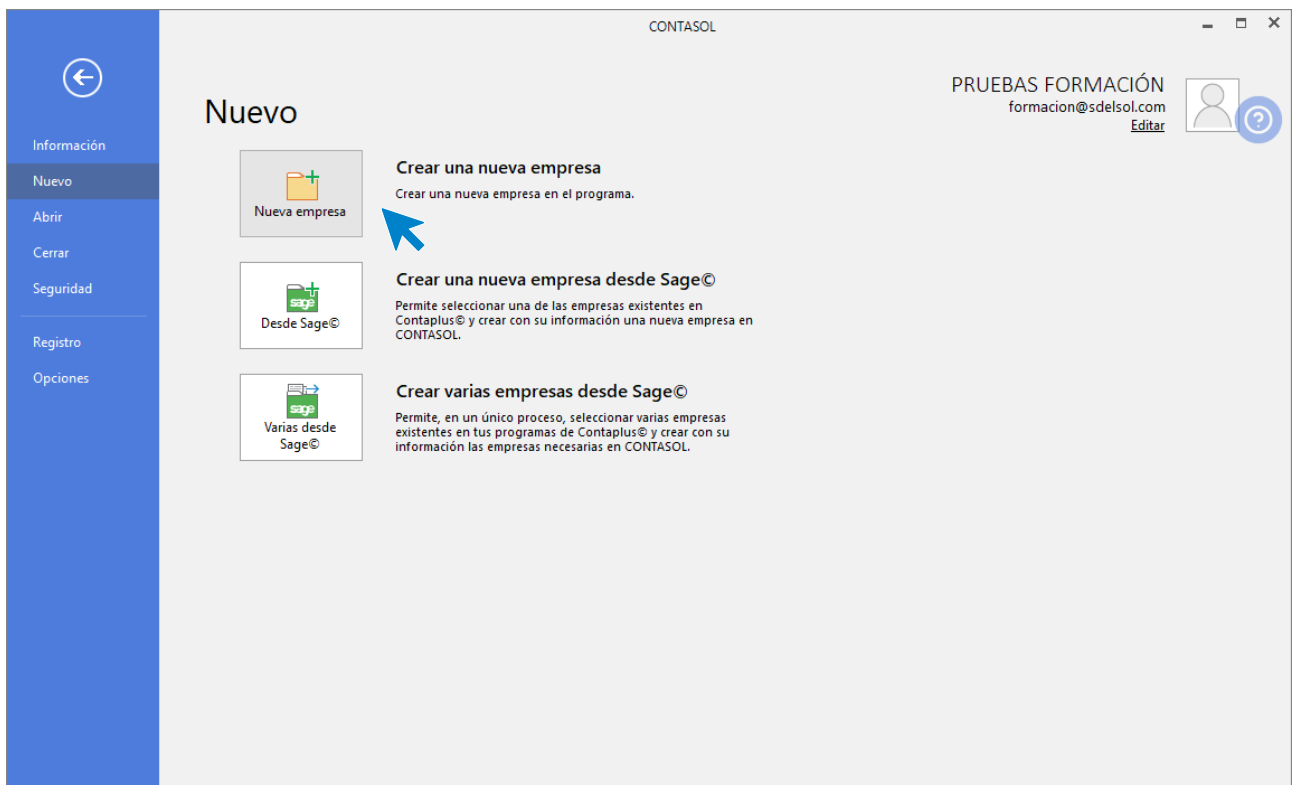 CONTASOL
PRUEBAS FORMACIÓN
formacion@sdelsol.com
Editar
Información
Nuevo
Abrir
Cerrar
Seguridad
Registro
Opciones
Nuevo
Nueva empresa
Crear una nueva empresa
Crear una nueva empresa en el programa.
sage
Desde Sage©
Crear una nueva empresa desde Sage©
Permite seleccionar una de las empresas existentes en
Contaplus© y crear con su información una nueva empresa en
CONTASOL.
sage
Varias desde
Sage©
Crear varias empresas desde Sage©
Permite, en un único proceso, seleccionar varias empresas
existentes en tus programas de Contaplus© y crear con su
información las empresas necesarias en CONTASOL.